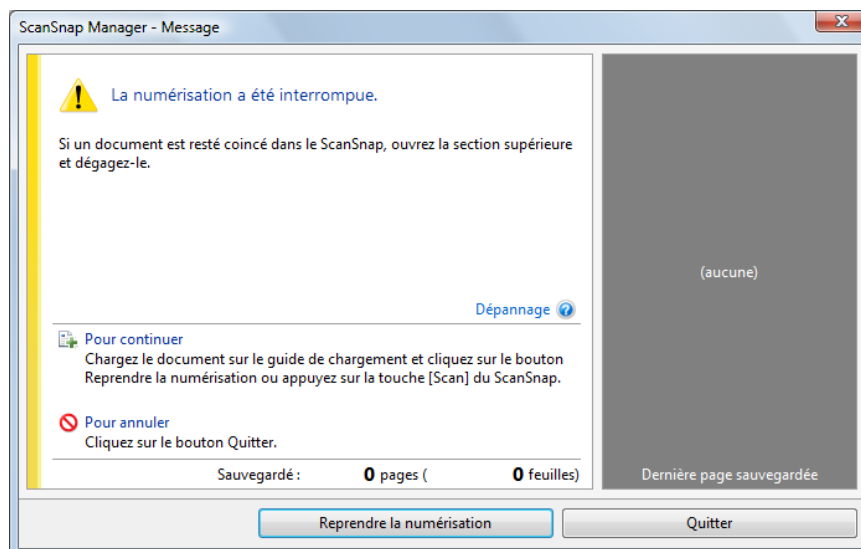 ScanSnap Manager - Message
La numérisation a été interrompue.
Si un document est resté coincé dans le ScanSnap, ouvrez la section supérieure
et dégagez-le.
(aucune)
Dépannage
Pour continuer
Chargez le document sur le guide de chargement et cliquez sur le bouton
Reprendre la numérisation ou appuyez sur la touche [Scan] du ScanSnap.
Pour annuler
Cliquez sur le bouton Quitter.
Sauvegardé : 0 pages ( 0 feuilles)
Dernière page sauvegardée
Reprendre la numérisation
Quitter